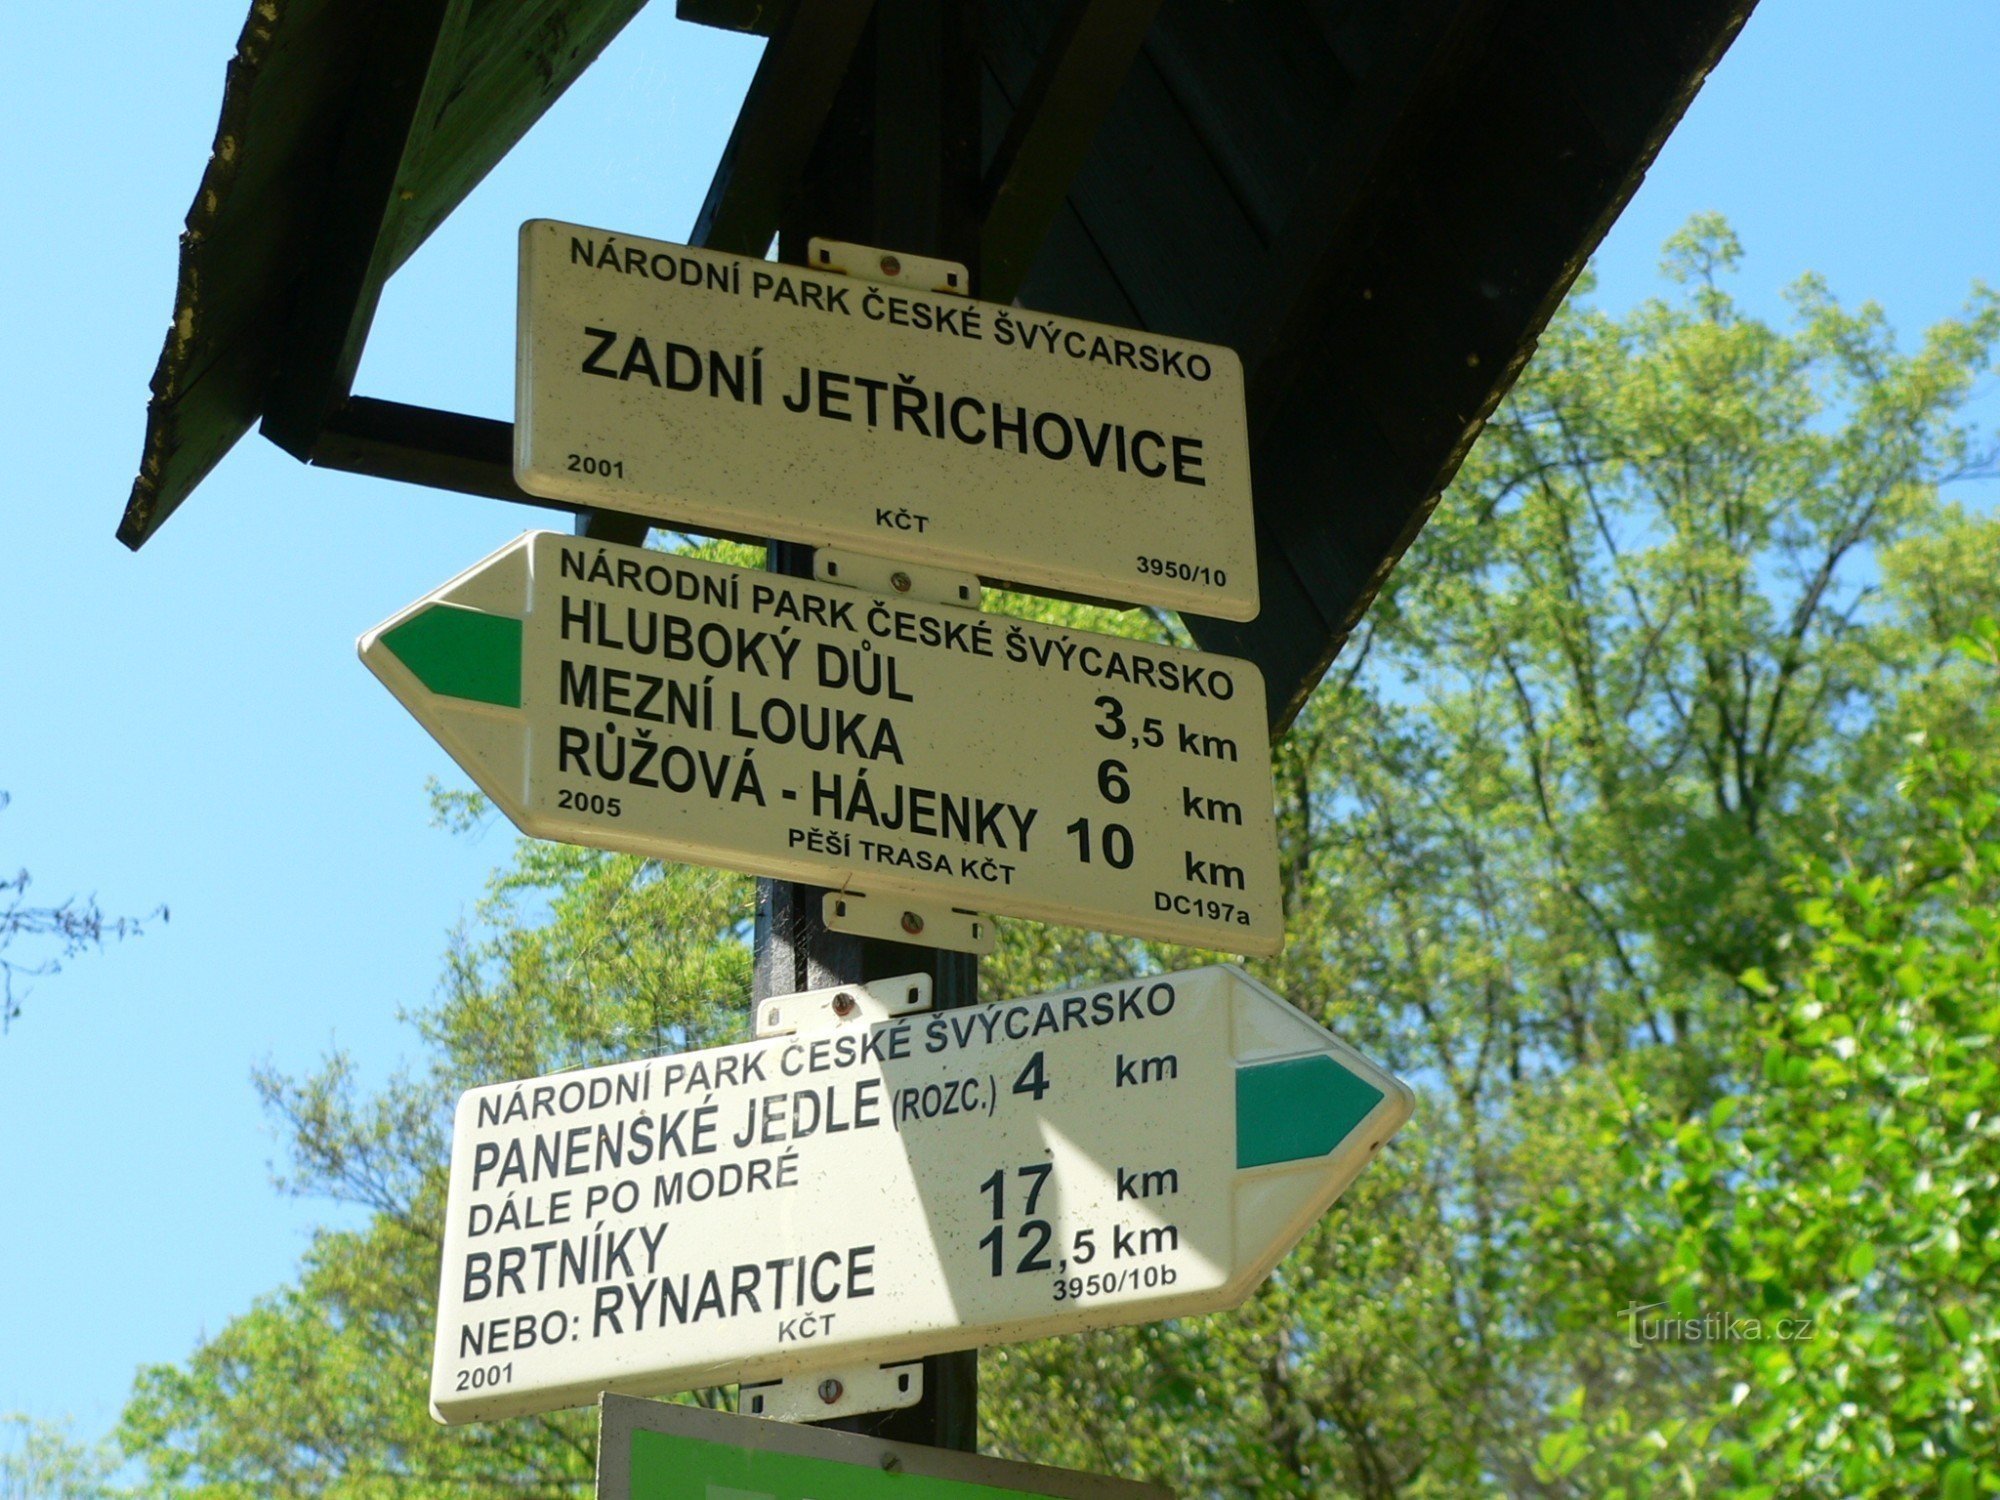 NÁRODNÍ PARK ČESKÉ ŠVÝCARSKO
ZADNÍ JETŘICHOVICE
2001 KČT 3950/10
NÁRODNÍ PARK ČESKÉ ŠVÝCARSKO
HLUBOKÝ DŮL 3,5 km
MEZNÍ LOUKA 6 km
RŮŽOVÁ - HÁJENKY 10 km
2005 PĚŠÍ TRASA KČT DC197a
NÁRODNÍ PARK ČESKÉ ŠVÝCARSKO
PANENSKÉ JEDLE (ROZC.) 4 km
DÁLE PO MODRÉ
BRTNÍKY 17 km
NEBO: RYNARTICE 12,5 km
2001 KČT 3950/10b
Turistika.cz